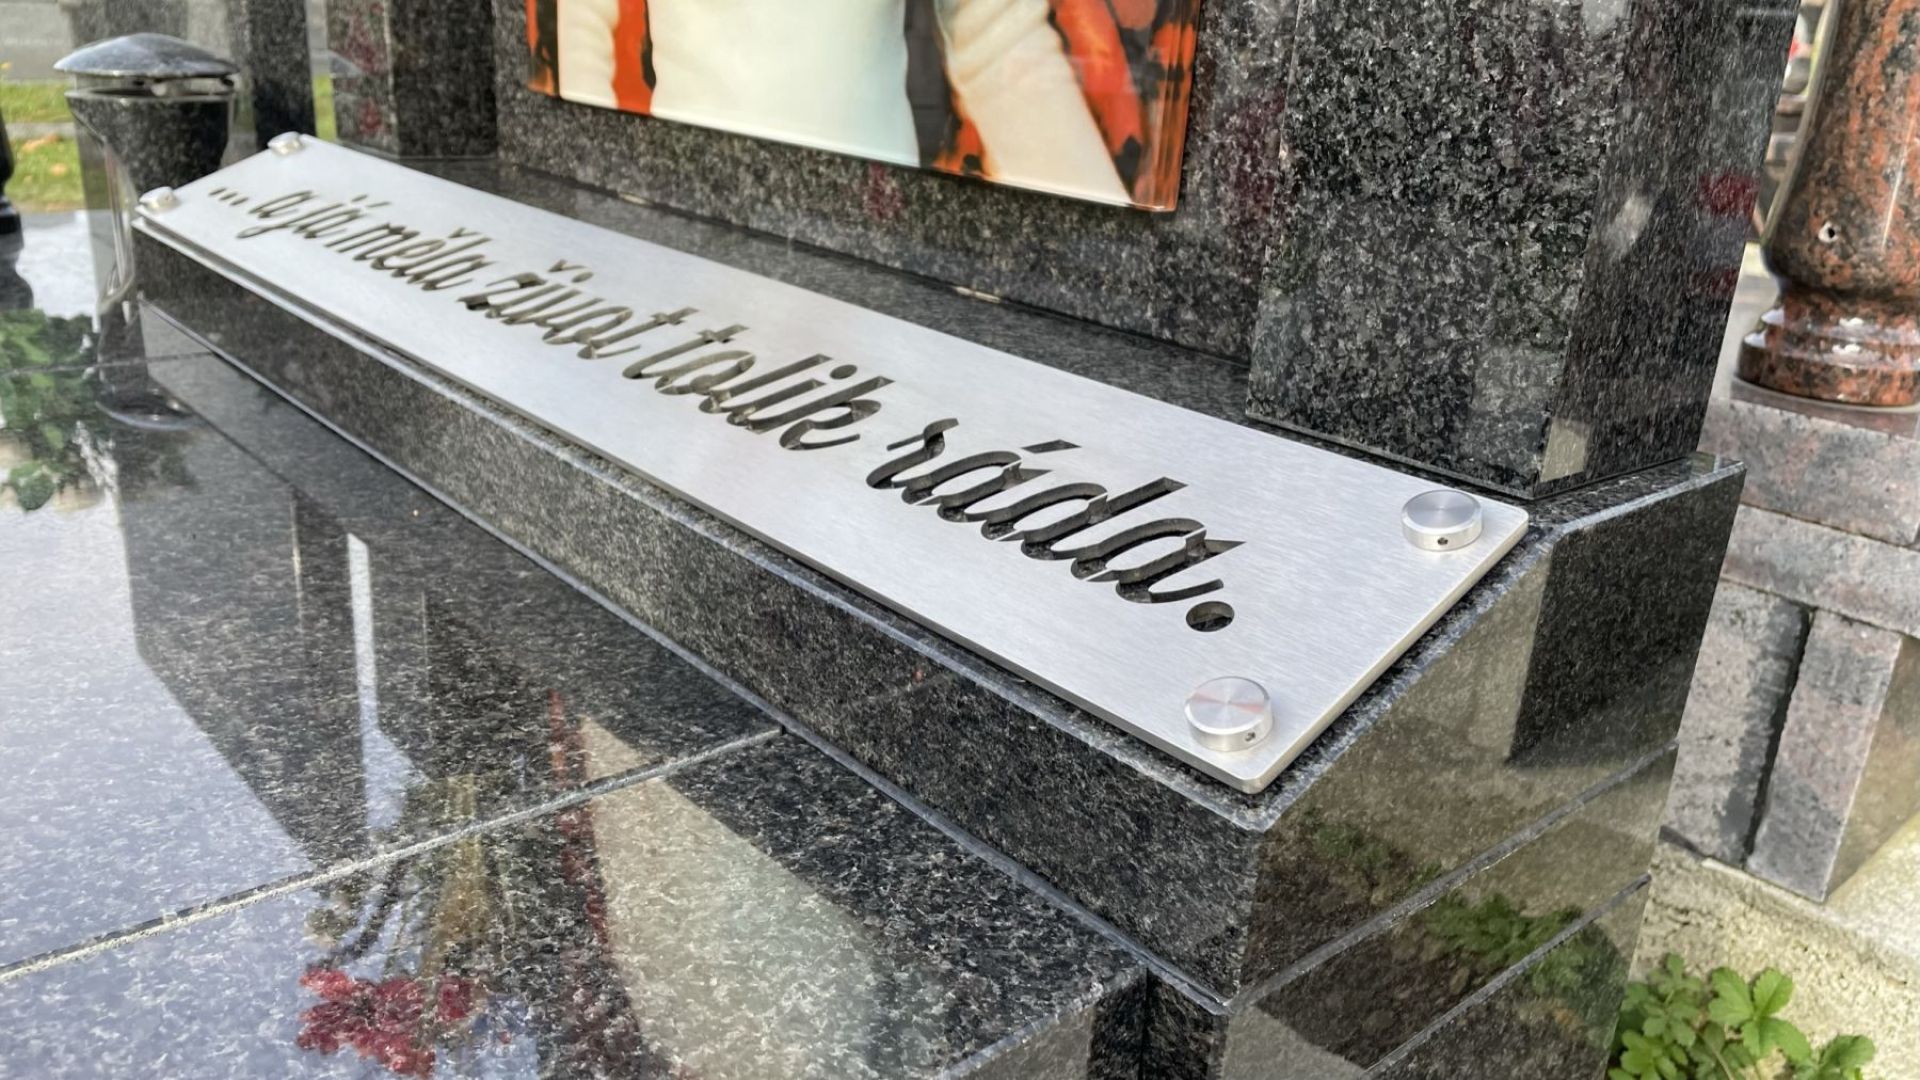 ... a já měla život tolik ráda.